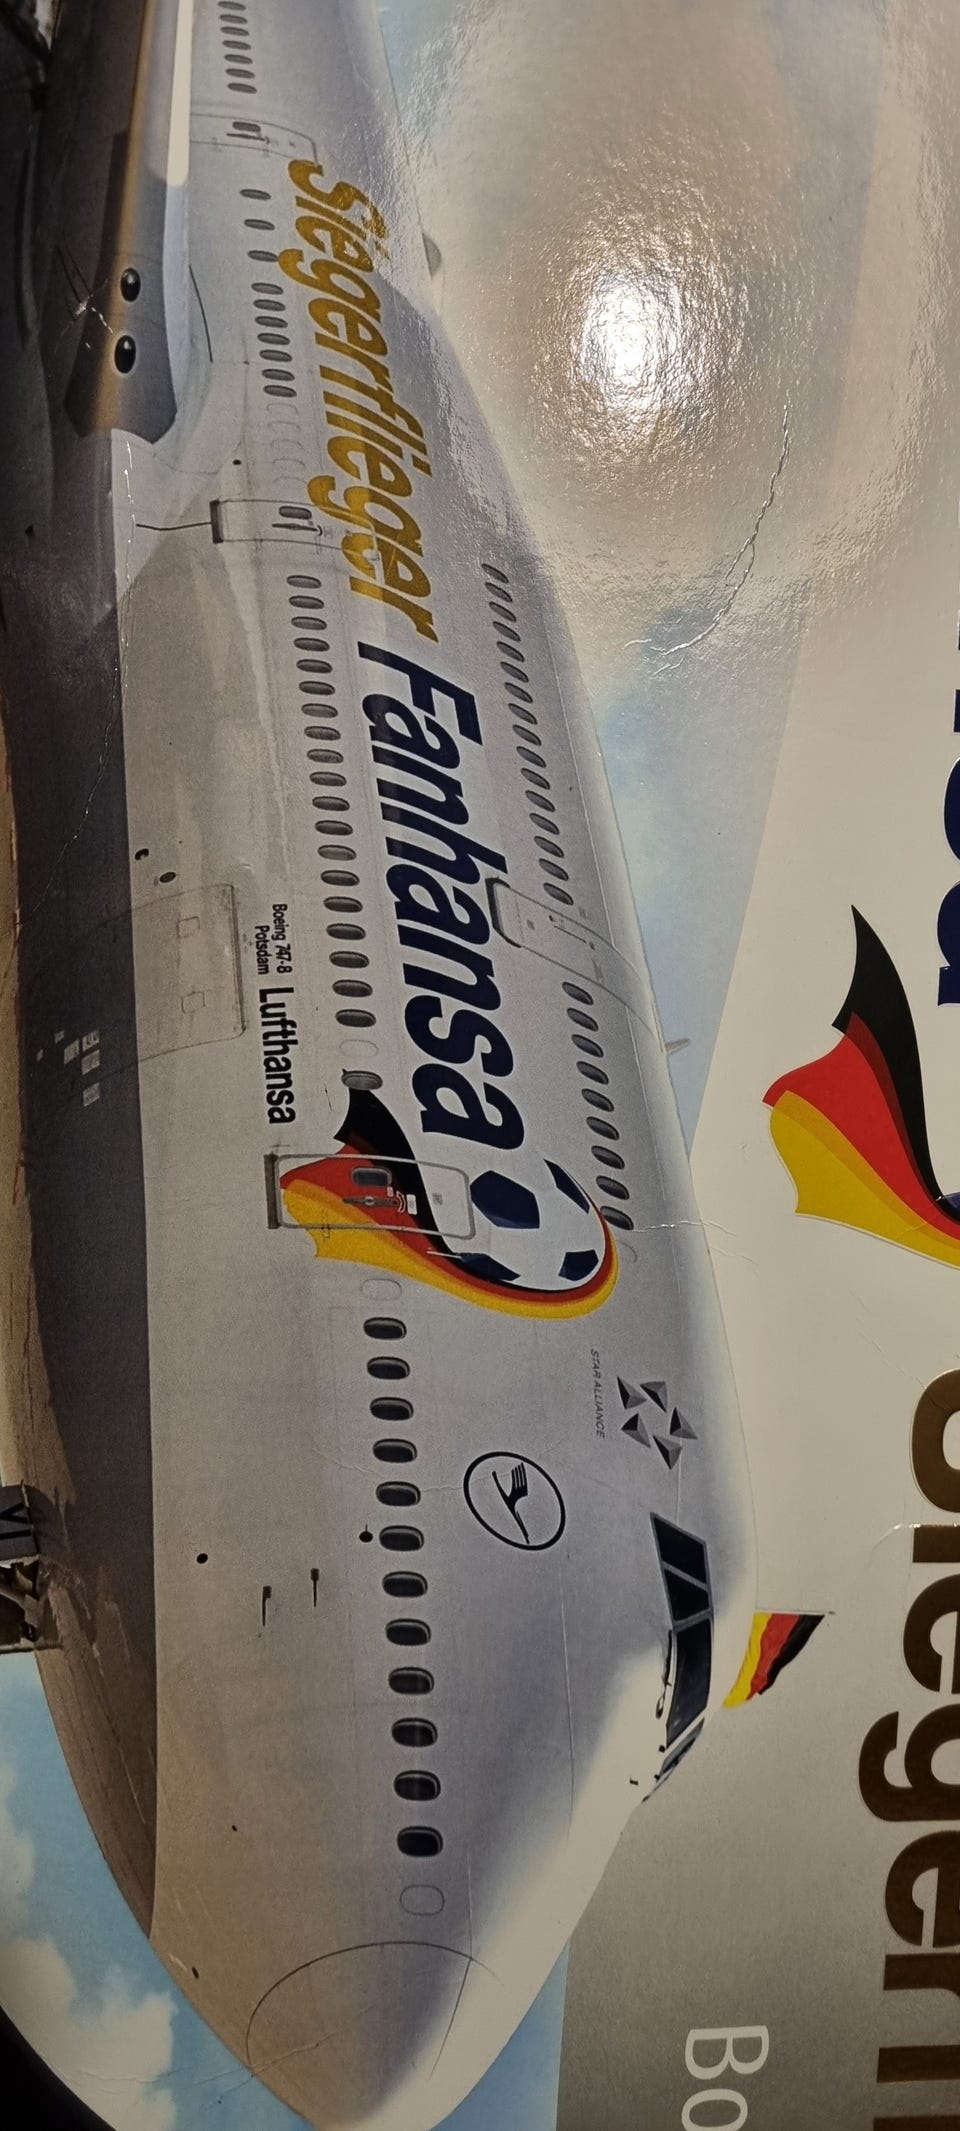 Siegerflieger Fanhansa
Boeing 747-8
Potsdam
Lufthansa
STAR ALLIANCE